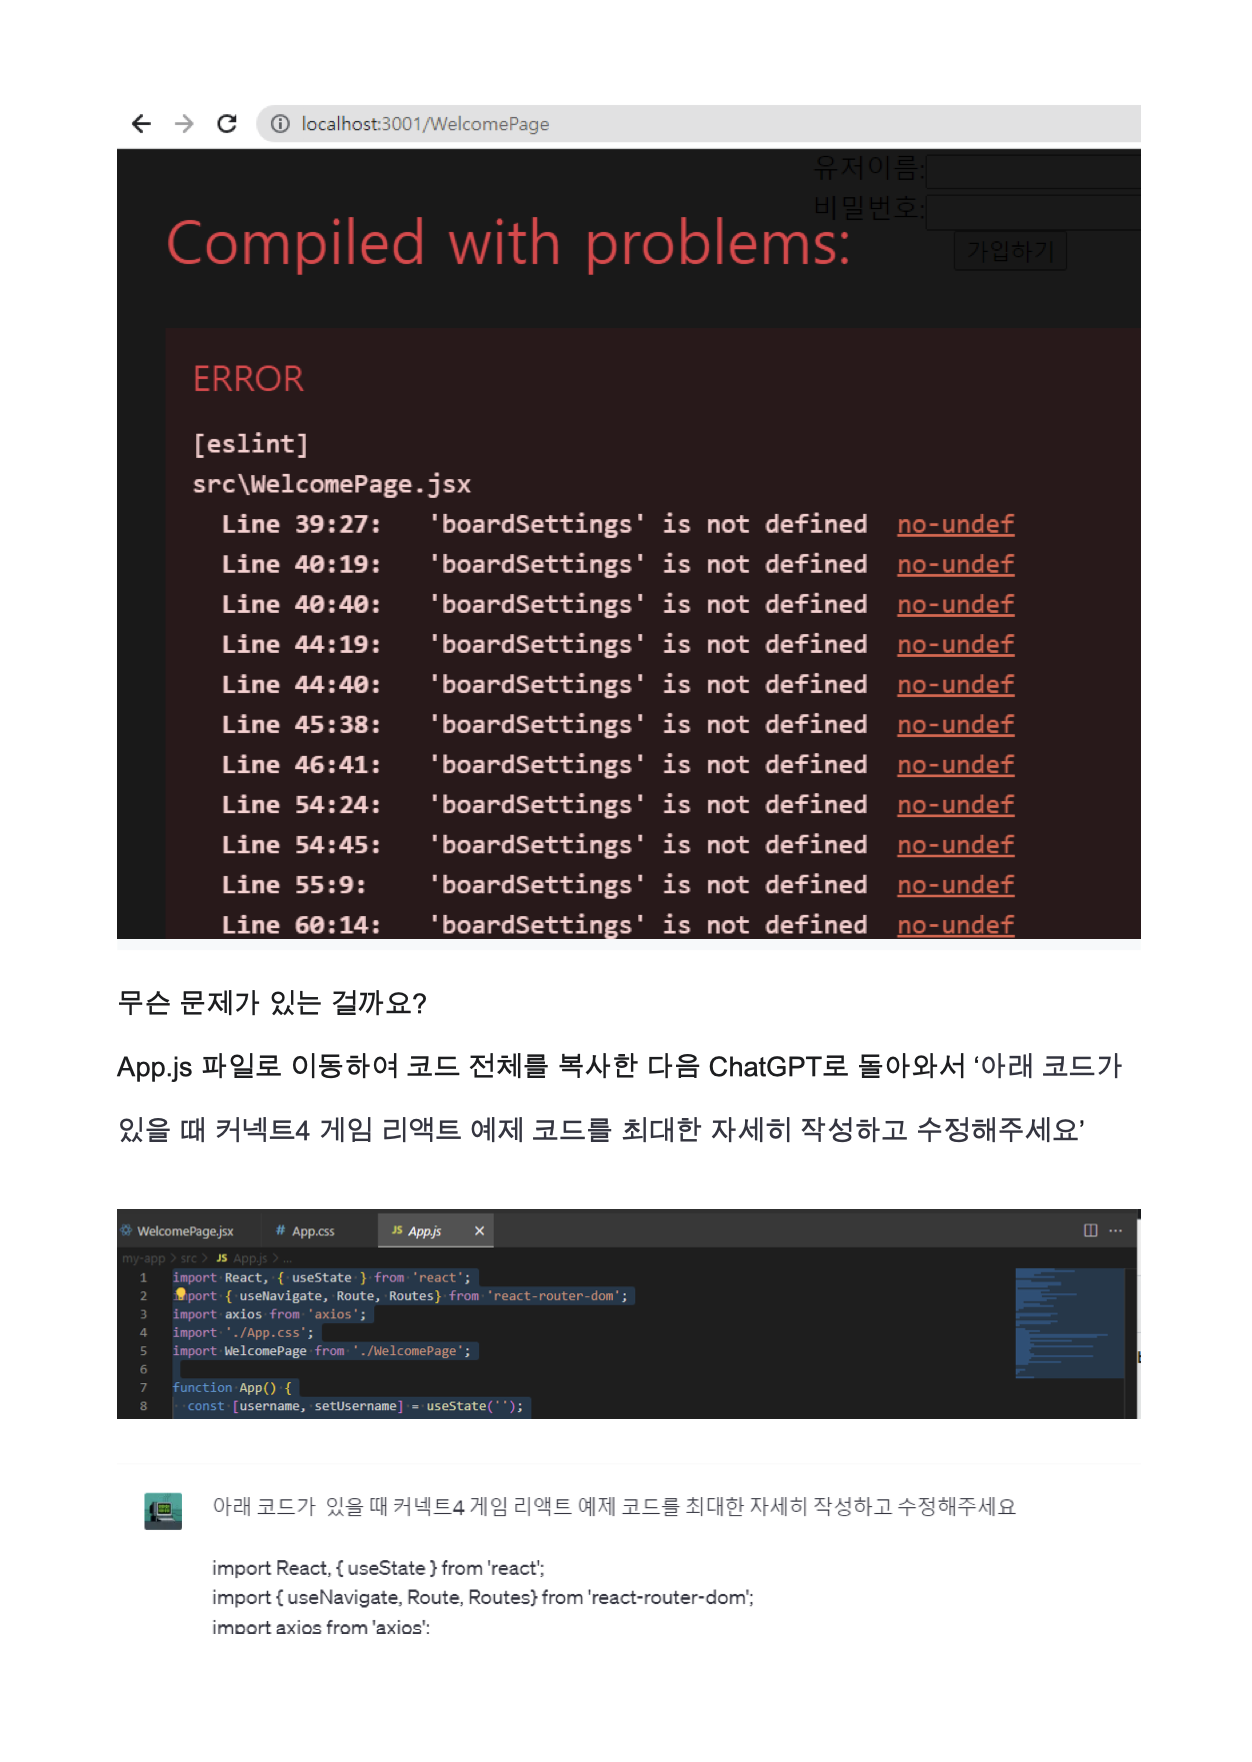 localhost:3001/WelcomePage
유저이름:
비밀번호:
가입하기
Compiled with problems:
ERROR
[eslint]
src\WelcomePage.jsx
Line 39:27: 'boardSettings' is not defined no-undef
Line 40:19: 'boardSettings' is not defined no-undef
Line 40:40: 'boardSettings' is not defined no-undef
Line 44:19: 'boardSettings' is not defined no-undef
Line 44:40: 'boardSettings' is not defined no-undef
Line 45:38: 'boardSettings' is not defined no-undef
Line 46:41: 'boardSettings' is not defined no-undef
Line 54:24: 'boardSettings' is not defined no-undef
Line 54:45: 'boardSettings' is not defined no-undef
Line 55:9: 'boardSettings' is not defined no-undef
Line 60:14: 'boardSettings' is not defined no-undef
무슨 문제가 있는 걸까요?
App.js 파일로 이동하여 코드 전체를 복사한 다음 ChatGPT로 돌아와서 ‘아래 코드가
있을 때 커넥트4 게임 리액트 예제 코드를 최대한 자세히 작성하고 수정해주세요’
WelcomePage.jsx # App.css JS App.js ×
my-app > src > JS App.js > ...
1 import React, { useState } from 'react';
2 import { useNavigate, Route, Routes} from 'react-router-dom';
3 import axios from 'axios';
4 import './App.css';
5 import WelcomePage from './WelcomePage';
6
7 function App() {
8 const [username, setUsername] = useState('');
아래 코드가 있을 때 커넥트4 게임 리액트 예제 코드를 최대한 자세히 작성하고 수정해주세요
import React, { useState } from 'react';
import { useNavigate, Route, Routes} from 'react-router-dom';
import axios from 'axios';